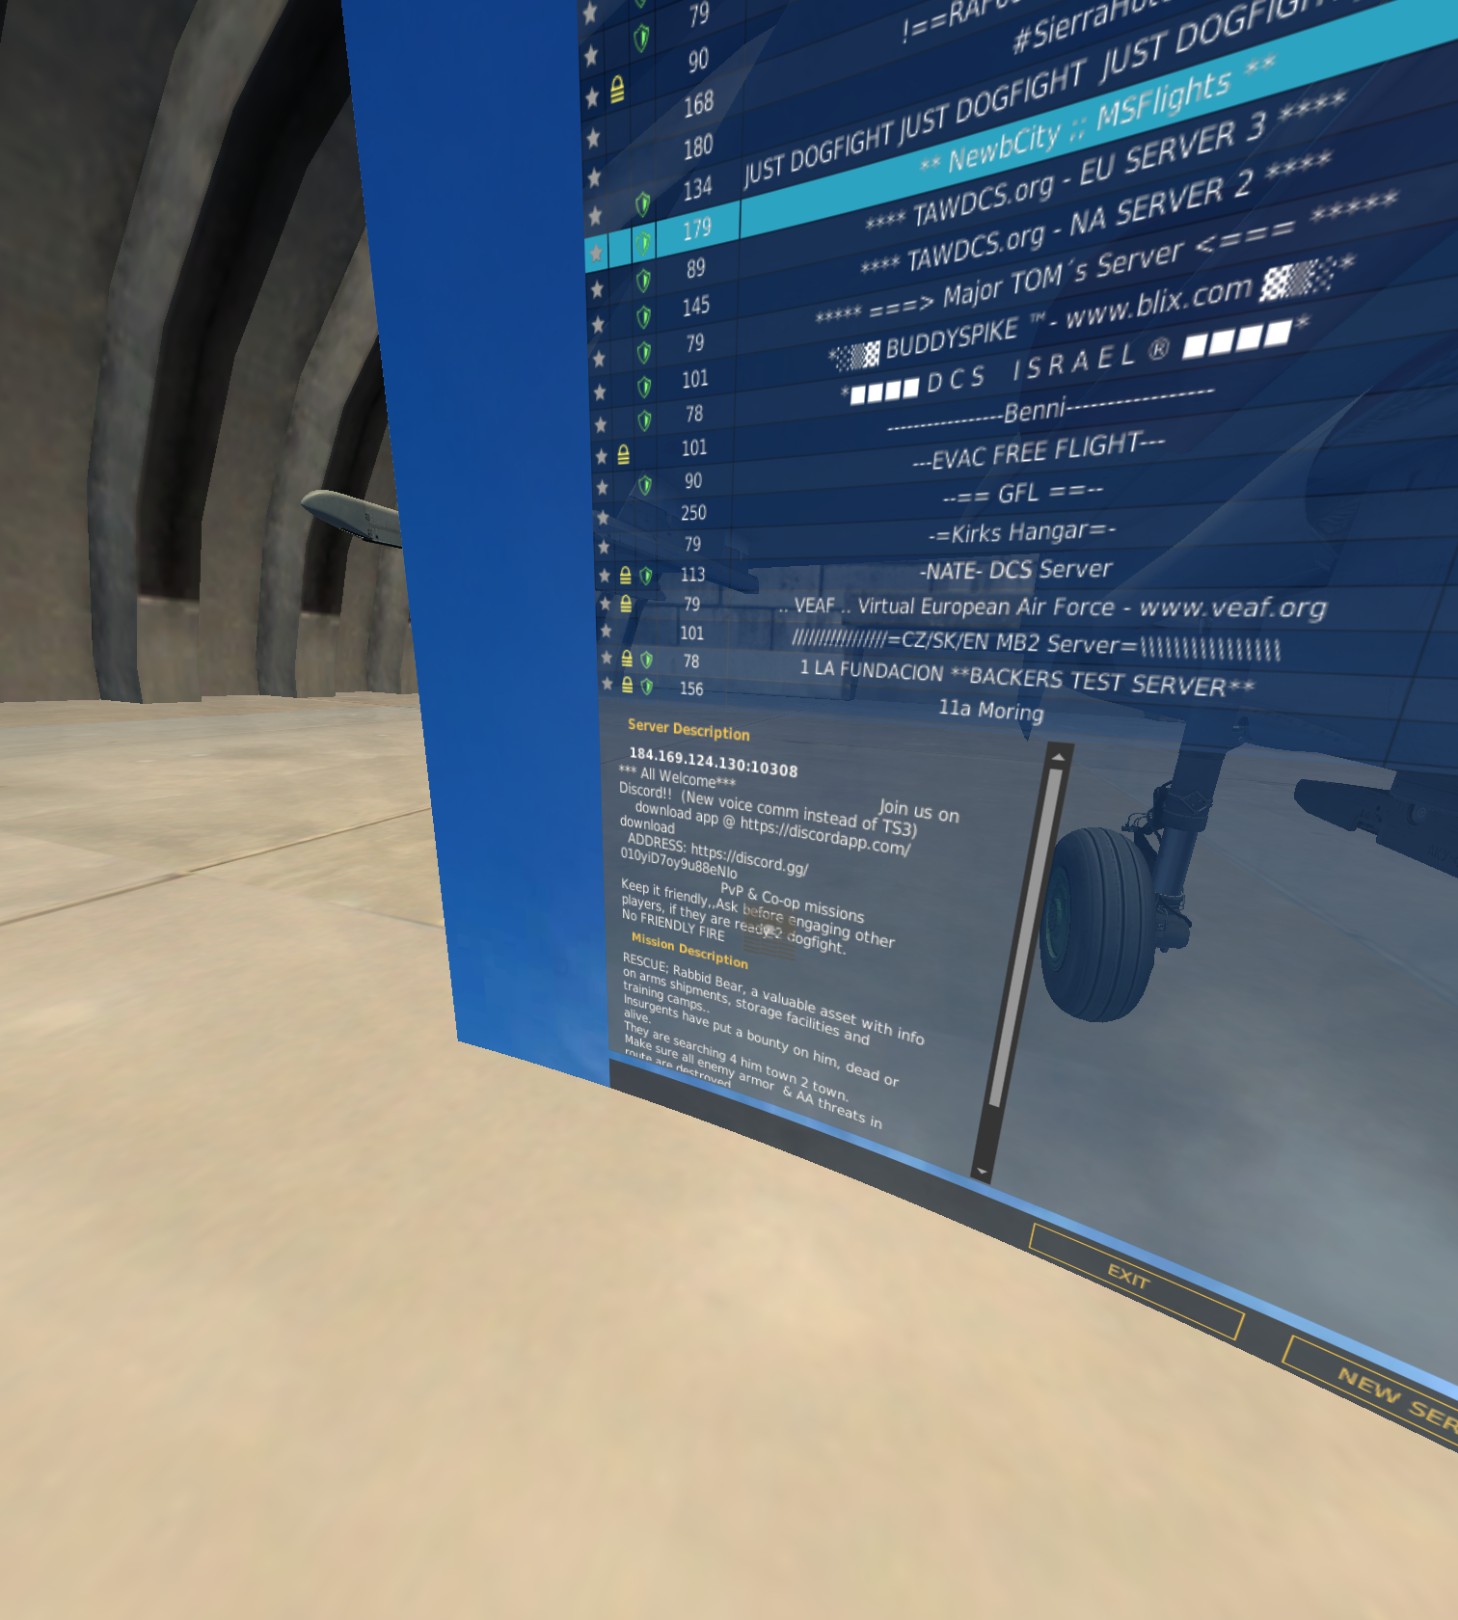 79 !==RAF
90 #SierraHot
168 JUST DOGFIGHT JUST DOGFIGHT JUST DOGFIGHT
180 ** NewbCity ;; MSFlights **
134 **** TAWDCS.org - EU SERVER 3 ****
179 **** TAWDCS.org - NA SERVER 2 ****
89 ***** ===> Major TOM´s Server <=== *****
145 *░▒▓ BUDDYSPIKE ™- www.blix.com ▓▒░*
79 *■■■■ D C S I S R A E L ® ■■■■*
101 -----------------Benni-----------------
78 ---EVAC FREE FLIGHT---
101 --== GFL ==--
90 -=Kirks Hangar=-
250 -NATE- DCS Server
79 .. VEAF .. Virtual European Air Force - www.veaf.org
113 /////////////////=CZ/SK/EN MB2 Server=\\\\\\\\\\\\\\\\\
79 1 LA FUNDACION **BACKERS TEST SERVER**
101 11a Moring
78
156
Server Description
184.169.124.130:10308
*** All Welcome***
Join us on
Discord!! (New voice comm instead of TS3)
download app @ https://discordapp.com/
download
ADDRESS: https://discord.gg/
010yiD7oy9u88eNIo
PvP & Co-op missions
Keep it friendly,,Ask before engaging other
players, if they are ready 2 dogfight.
No FRIENDLY FIRE
Mission Description
RESCUE; Rabbid Bear, a valuable asset with info
on arms shipments, storage facilities and
training camps..
Insurgents have put a bounty on him, dead or
alive.
They are searching 4 him town 2 town.
Make sure all enemy armor & AA threats in
route are destroyed
EXIT
NEW SER